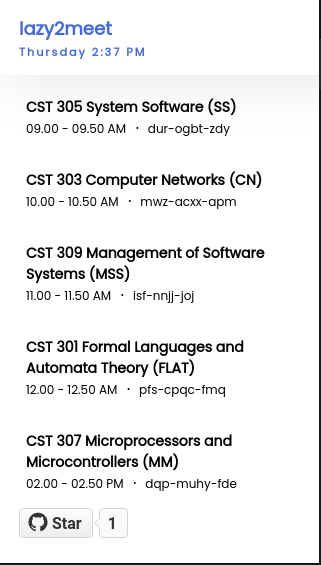 lazy2meet
Thursday 2:37 PM
CST 305 System Software (SS)
09.00 - 09.50 AM · dur-ogbt-zdy
CST 303 Computer Networks (CN)
10.00 - 10.50 AM · mwz-acxx-apm
CST 309 Management of Software
Systems (MSS)
11.00 - 11.50 AM · isf-nnjj-joj
CST 301 Formal Languages and
Automata Theory (FLAT)
12.00 - 12.50 AM · pfs-cpqc-fmq
CST 307 Microprocessors and
Microcontrollers (MM)
02.00 - 02.50 PM · dqp-muhy-fde
Star 1